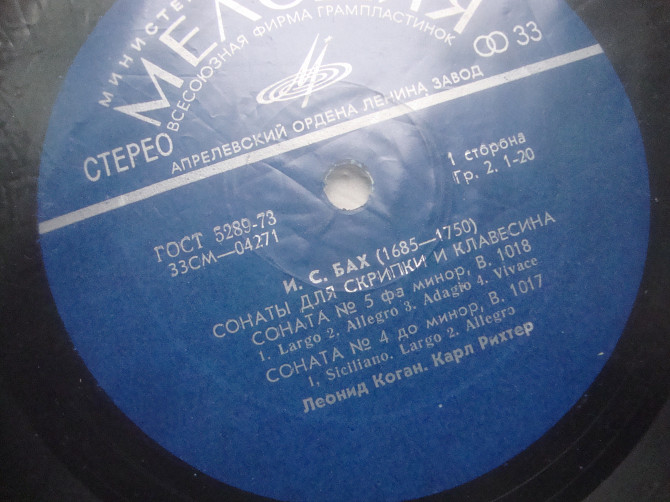 МИНИСТЕ
МЕЛОДИЯ
ВСЕСОЮЗНАЯ ФИРМА ГРАМПЛАСТИНОК
33
СТЕРЕО
АПРЕЛЕВСКИЙ ОРДЕНА ЛЕНИНА ЗАВОД
ГОСТ 5289-73
33СМ—04271
1 сторона
Гр. 2. 1-20
И. С. БАХ (1685—1750)
СОНАТЫ ДЛЯ СКРИПКИ И КЛАВЕСИНА
СОНАТА № 5 фа минор, В. 1018
1. Largo 2. Allegro 3. Adagio 4. Vivace
СОНАТА № 4 до минор, В. 1017
1. Siciliano. Largo 2. Allegro
Леонид Коган. Карл Рихтер